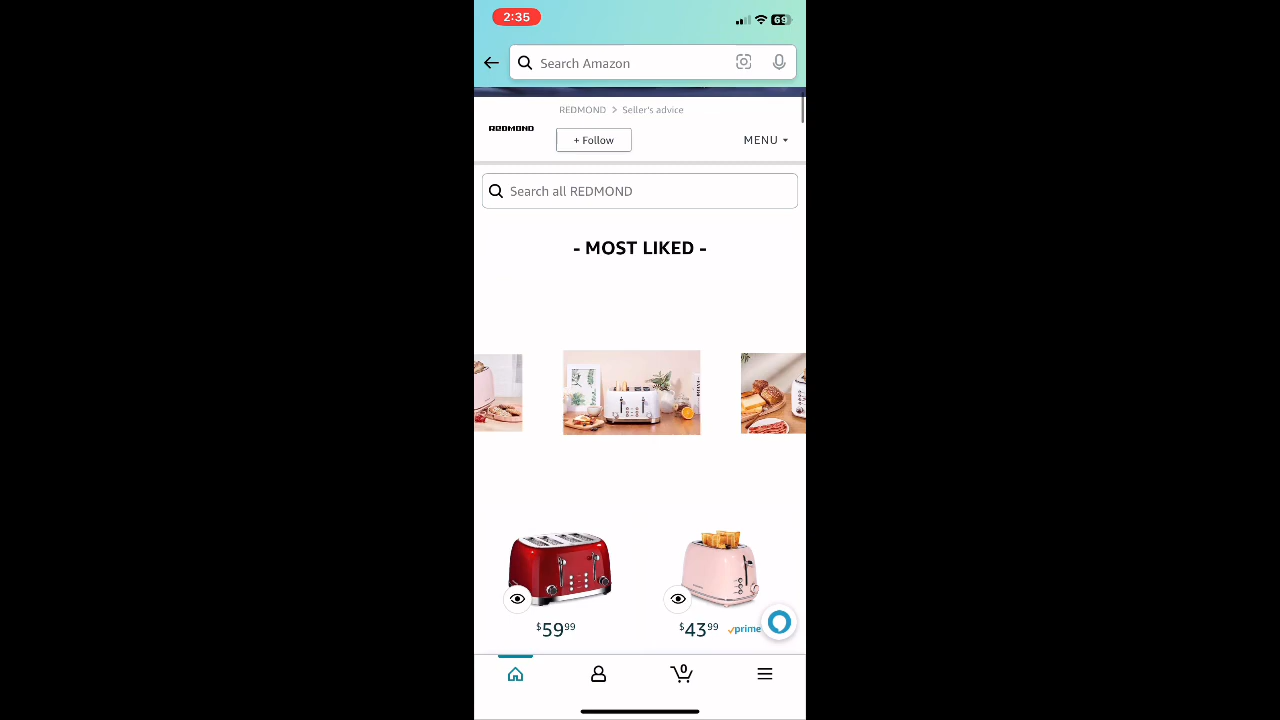 2:35
69
Search Amazon
REDMOND > Seller's advice
REDMOND
+ Follow
MENU
Search all REDMOND
- MOST LIKED -
$59.99
$43.99
prime
0